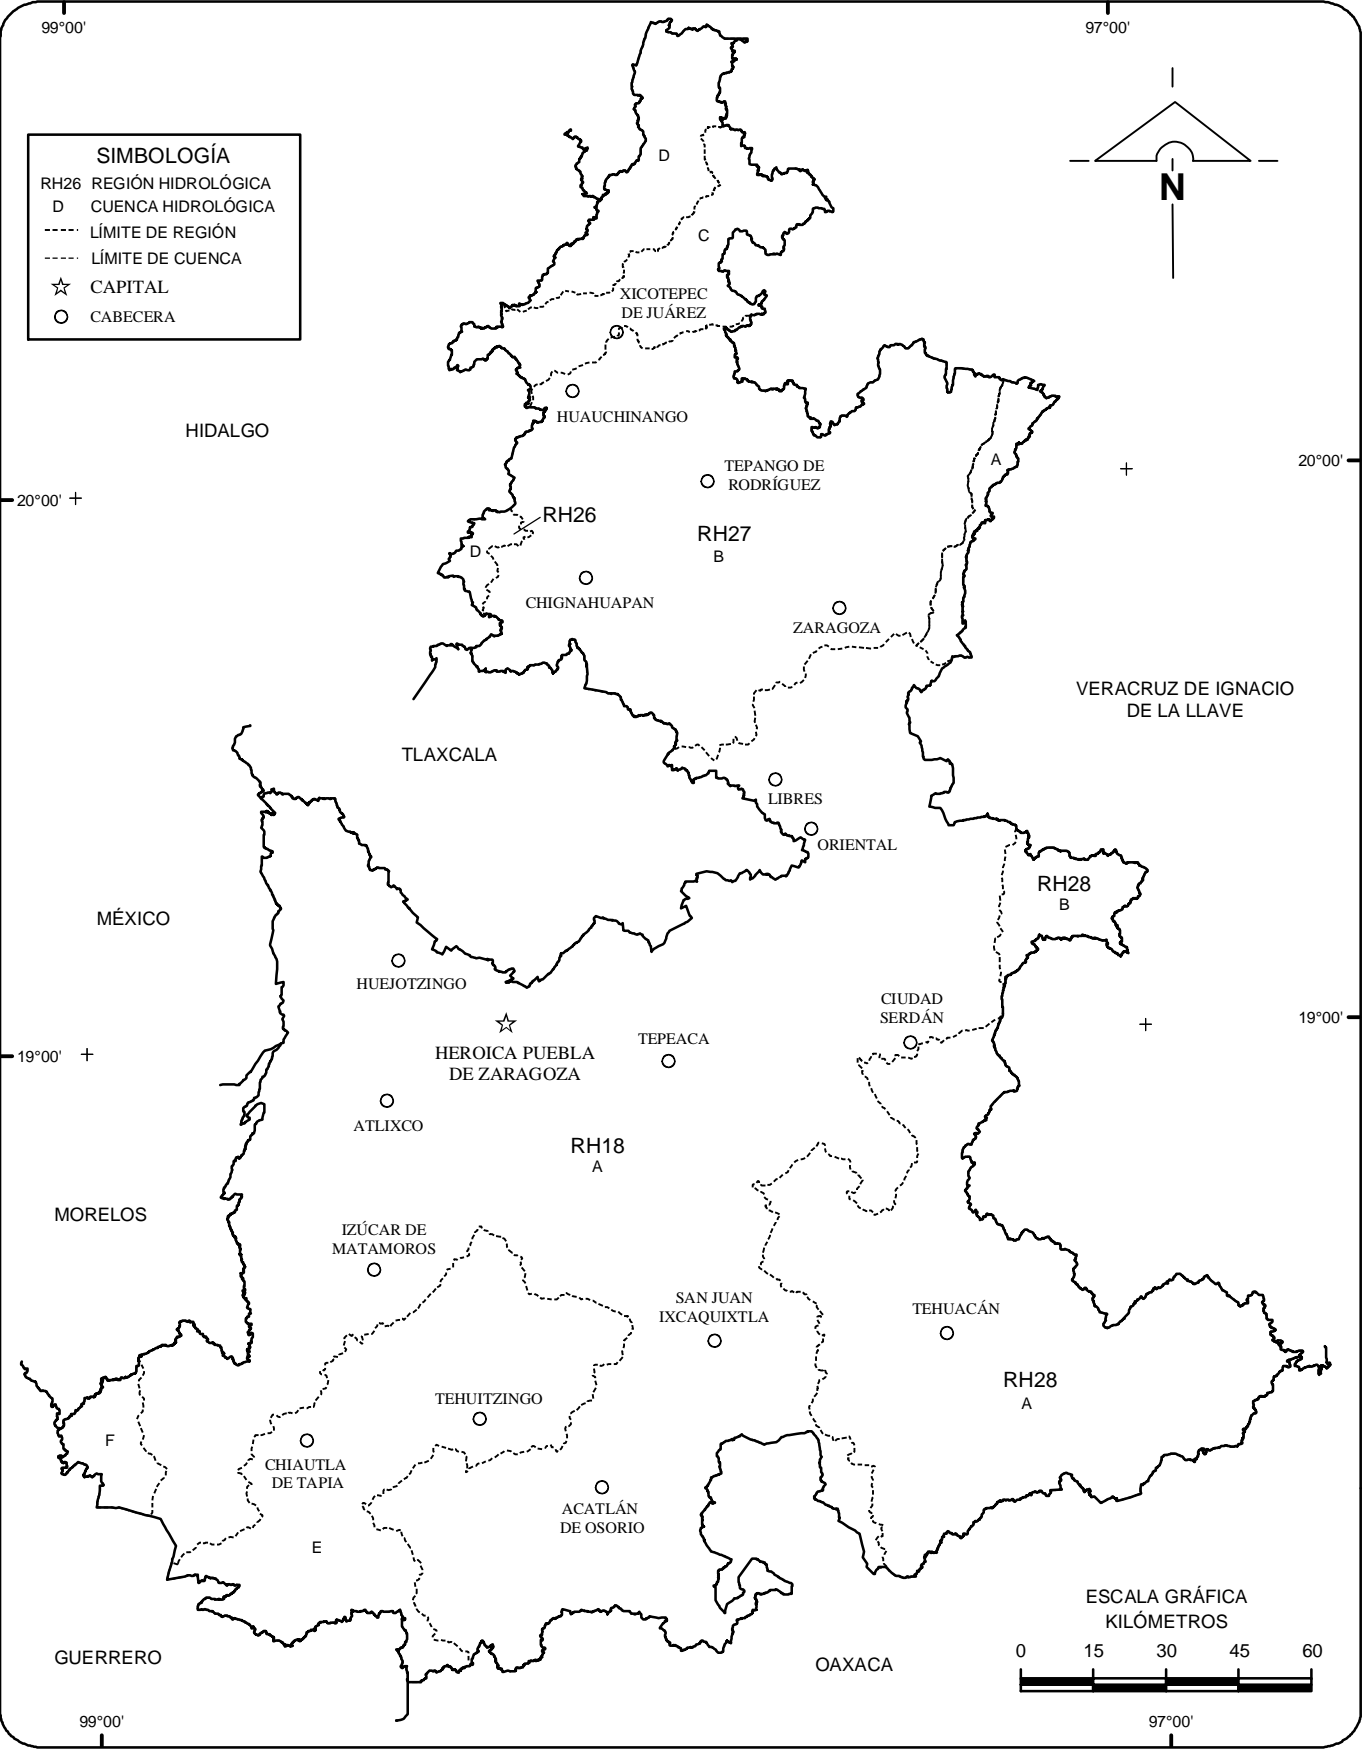 99°00'
97°00'
SIMBOLOGÍA
RH26 REGIÓN HIDROLÓGICA
D CUENCA HIDROLÓGICA
LÍMITE DE REGIÓN
LÍMITE DE CUENCA
CAPITAL
CABECERA
N
D
C
XICOTEPEC
DE JUÁREZ
HUAUCHINANGO
HIDALGO
A
20°00'
TEPANGO DE
RODRÍGUEZ
20°00'
RH26
RH27
B
D
CHIGNAHUAPAN
ZARAGOZA
VERACRUZ DE IGNACIO
DE LA LLAVE
TLAXCALA
LIBRES
ORIENTAL
RH28
B
MÉXICO
HUEJOTZINGO
CIUDAD
SERDÁN
19°00'
TEPEACA
HEROICA PUEBLA
DE ZARAGOZA
19°00'
ATLIXCO
RH18
A
MORELOS
IZÚCAR DE
MATAMOROS
SAN JUAN
IXCAQUIXTLA
TEHUACÁN
RH28
A
TEHUITZINGO
F
CHIAUTLA
DE TAPIA
ACATLÁN
DE OSORIO
E
ESCALA GRÁFICA
KILÓMETROS
0 15 30 45 60
GUERRERO
OAXACA
99°00'
97°00'